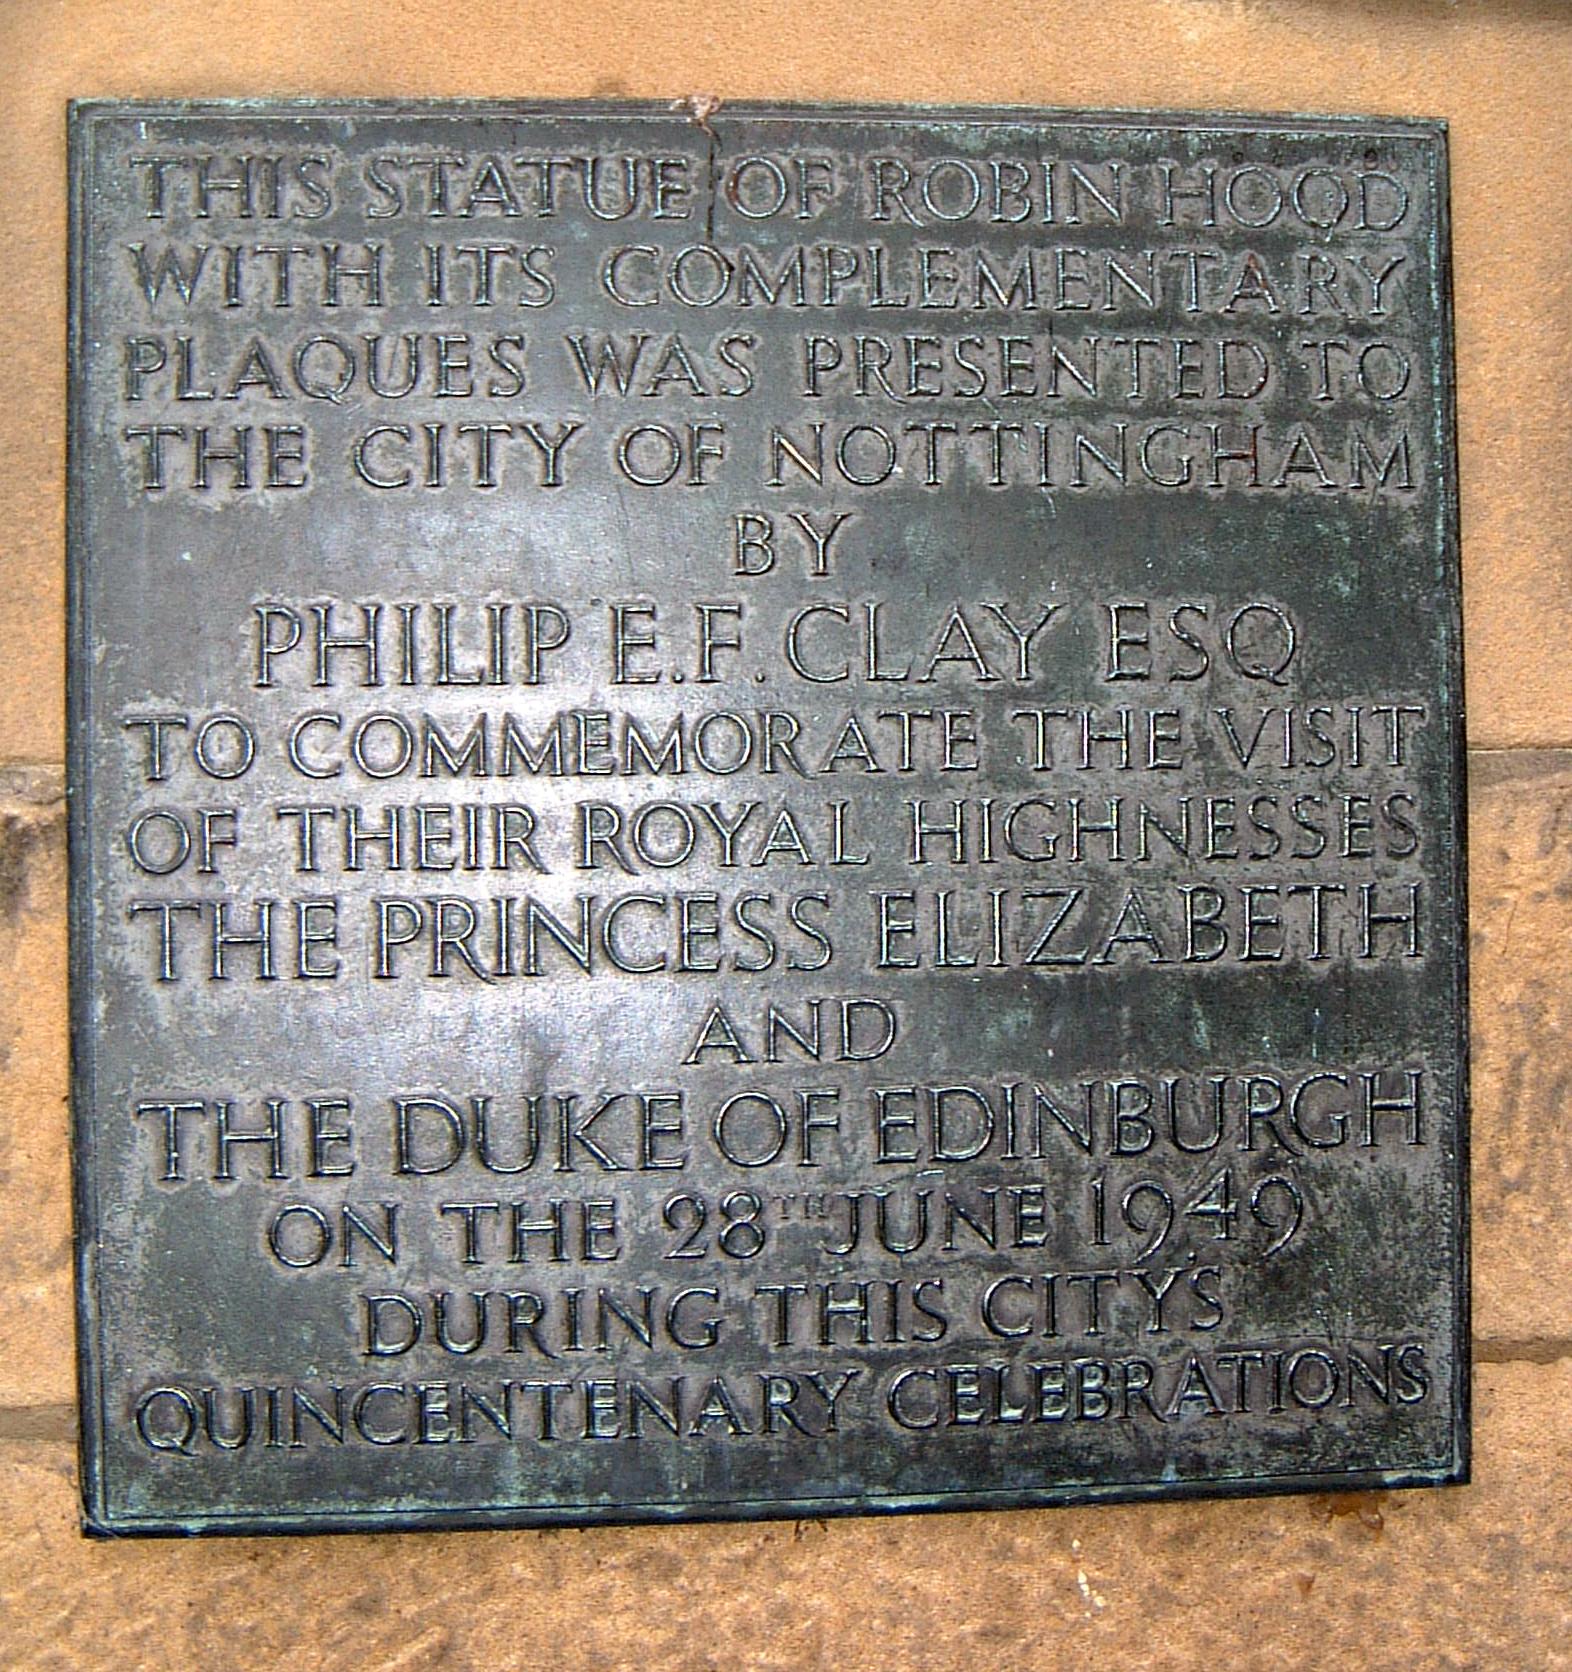 THIS STATUE OF ROBIN HOOD
WITH ITS COMPLEMENTARY
PLAQUES WAS PRESENTED TO
THE CITY OF NOTTINGHAM
BY
PHILIP E.F. CLAY ESQ
TO COMMEMORATE THE VISIT
OF THEIR ROYAL HIGHNESSES
THE PRINCESS ELIZABETH
AND
THE DUKE OF EDINBURGH
ON THE 28TH JUNE 1949
DURING THIS CITY'S
QUINCENTENARY CELEBRATIONS